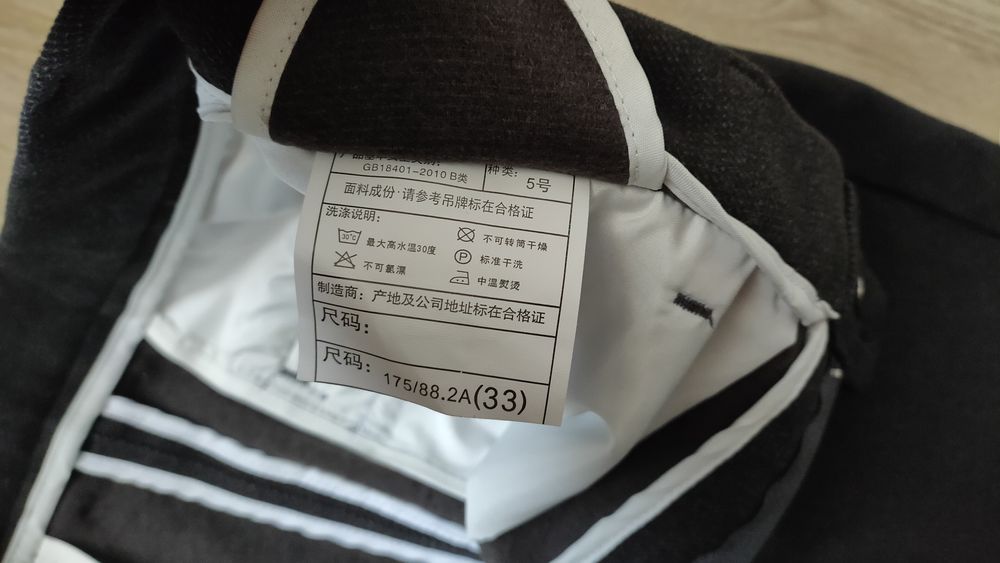 GB18401-2010 B类
种类：
5号
面料成份·请参考吊牌标在合格证
洗涤说明：
30℃ 最大高水温30度
不可转筒干燥
不可氯漂
P 标准干洗
中温熨烫
制造商：产地及公司地址标在合格证
尺码：
尺码： 175/88.2A(33)